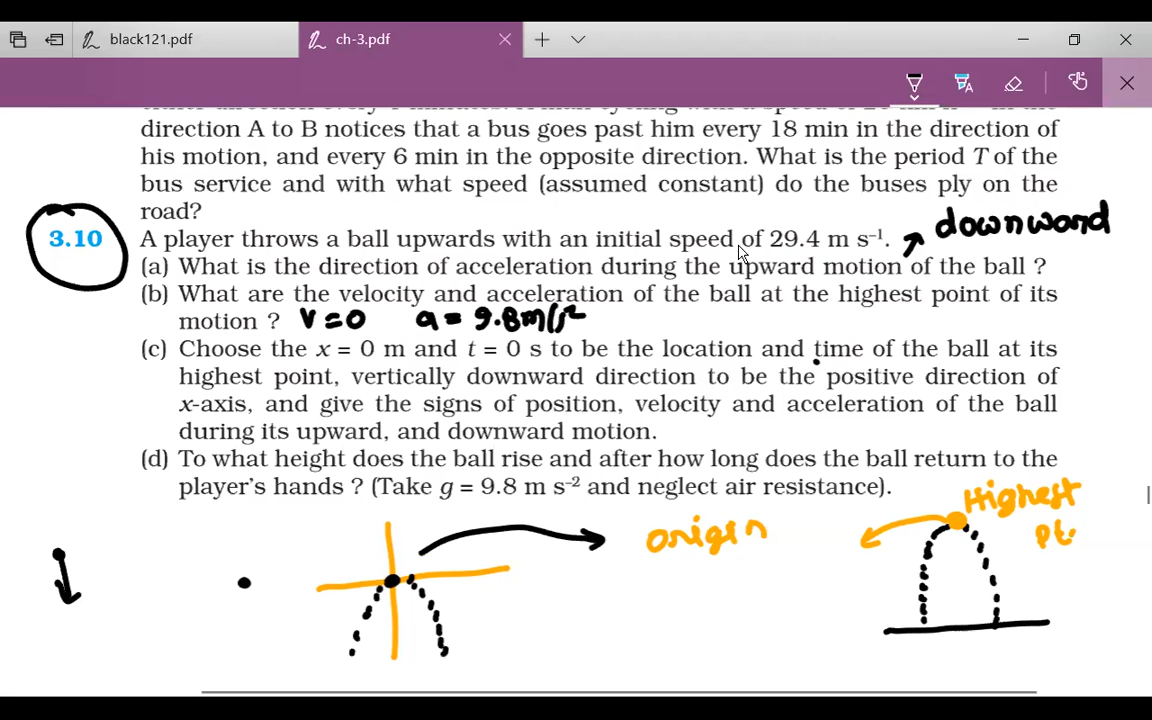 black121.pdf
ch-3.pdf
direction A to B notices that a bus goes past him every 18 min in the direction of
his motion, and every 6 min in the opposite direction. What is the period T of the
bus service and with what speed (assumed constant) do the buses ply on the
road?
downward
3.10 A player throws a ball upwards with an initial speed of 29.4 m s⁻¹.
(a) What is the direction of acceleration during the upward motion of the ball ?
(b) What are the velocity and acceleration of the ball at the highest point of its
motion ? v=0 a = 9.8m/s²
(c) Choose the x = 0 m and t = 0 s to be the location and time of the ball at its
highest point, vertically downward direction to be the positive direction of
x-axis, and give the signs of position, velocity and acceleration of the ball
during its upward, and downward motion.
(d) To what height does the ball rise and after how long does the ball return to the
player's hands ? (Take g = 9.8 m s⁻² and neglect air resistance).
origin
Highest
pt.